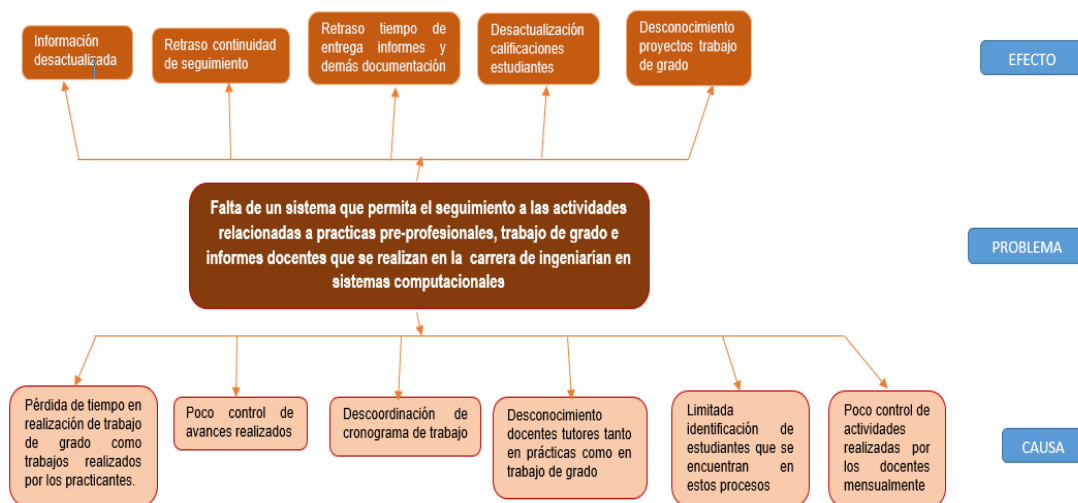 Información
desactualizada
Retraso continuidad
de seguimiento
Retraso tiempo de
entrega informes y
demás documentación
Desactualización
calificaciones
estudiantes
Desconocimiento
proyectos trabajo
de grado
EFECTO
Falta de un sistema que permita el seguimiento a las actividades
relacionadas a practicas pre-profesionales, trabajo de grado e
informes docentes que se realizan en la carrera de ingeniarían en
sistemas computacionales
PROBLEMA
Pérdida de tiempo en
realización de trabajo
de grado como
trabajos realizados
por los practicantes.
Poco control de
avances realizados
Descoordinación de
cronograma de trabajo
Desconocimiento
docentes tutores tanto
en prácticas como en
trabajo de grado
Limitada
identificación de
estudiantes que se
encuentran en
estos procesos
Poco control de
actividades
realizadas por
los docentes
mensualmente
CAUSA